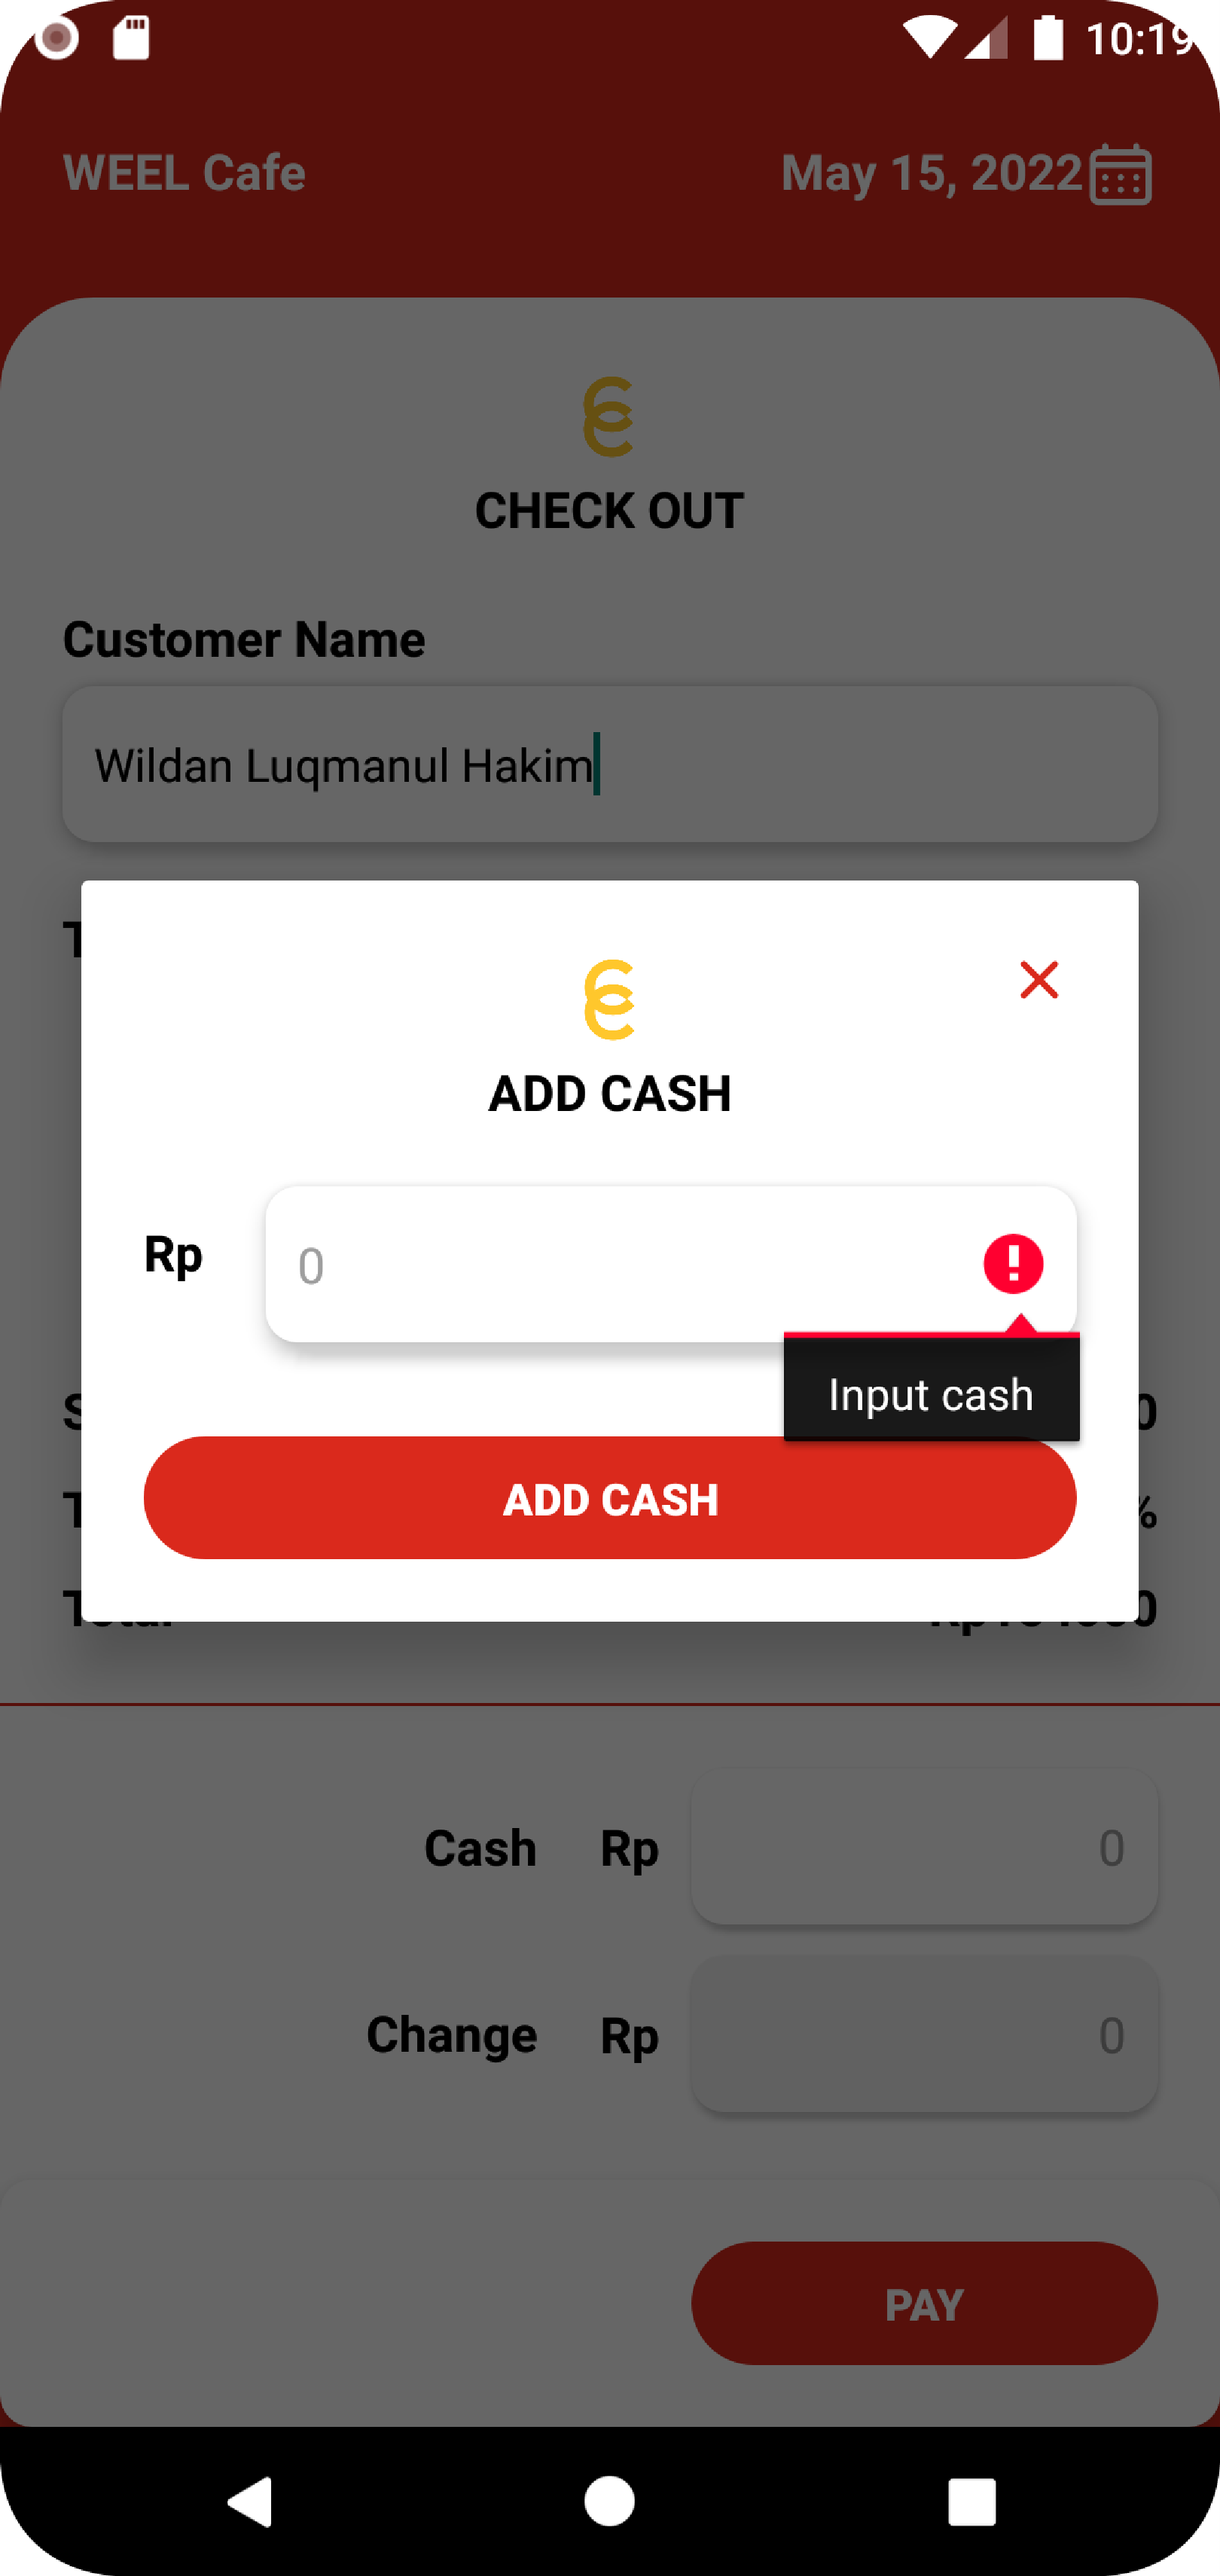 10:19
WEEL Cafe
May 15, 2022
CHECK OUT
Customer Name
Wildan Luqmanul Hakim
ADD CASH
Rp
0
Input cash
ADD CASH
Total
Cash Rp 0
Change Rp 0
PAY